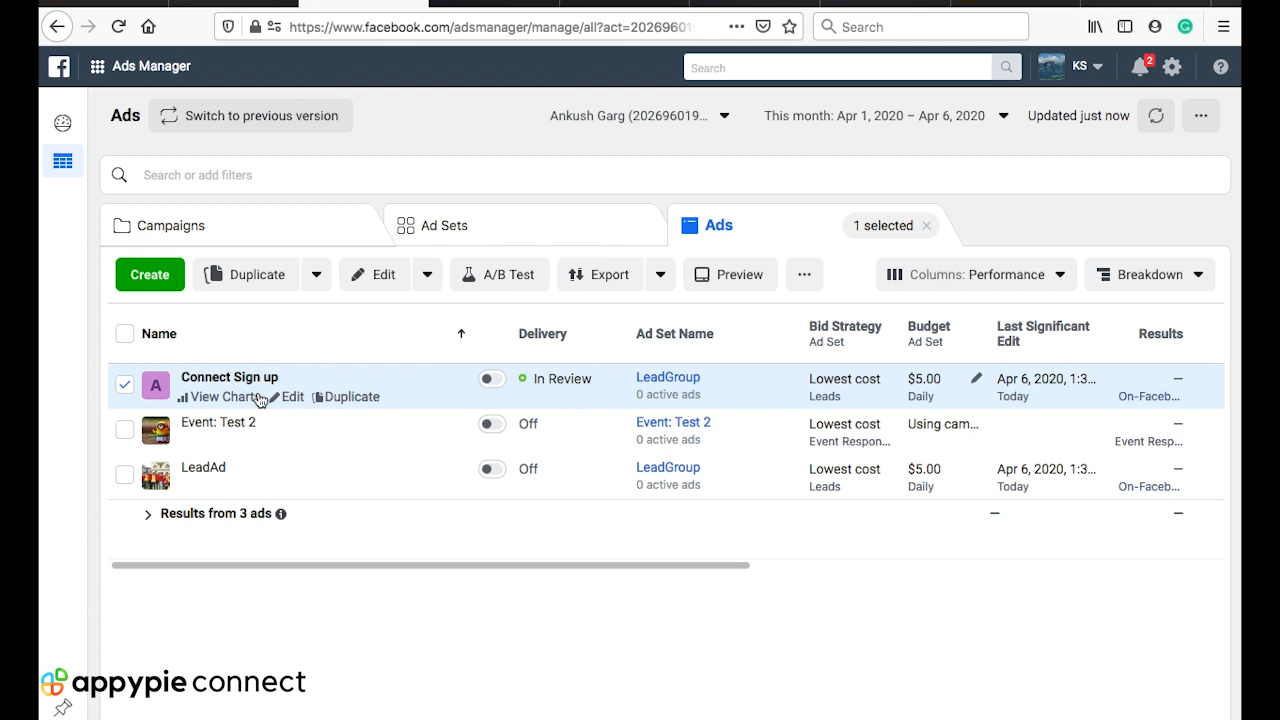 https://www.facebook.com/adsmanager/manage/all?act=2026960
Search
Ads Manager
Search
KS
2
Ads
Switch to previous version
Ankush Garg (202696019...
This month: Apr 1, 2020 – Apr 6, 2020
Updated just now
Search or add filters
Campaigns
Ad Sets
Ads
1 selected
Create
Duplicate
Edit
A/B Test
Export
Preview
Columns: Performance
Breakdown
Name
Delivery
Ad Set Name
Bid Strategy
Ad Set
Budget
Ad Set
Last Significant
Edit
Results
A
Connect Sign up
View Charts
Edit
Duplicate
In Review
LeadGroup
0 active ads
Lowest cost
Leads
$5.00
Daily
Apr 6, 2020, 1:3...
Today
—
On-Faceb...
Event: Test 2
Off
Event: Test 2
0 active ads
Lowest cost
Event Respon...
Using cam...
—
Event Resp...
LeadAd
Off
LeadGroup
0 active ads
Lowest cost
Leads
$5.00
Daily
Apr 6, 2020, 1:3...
Today
—
On-Faceb...
Results from 3 ads
—
—
appypie connect